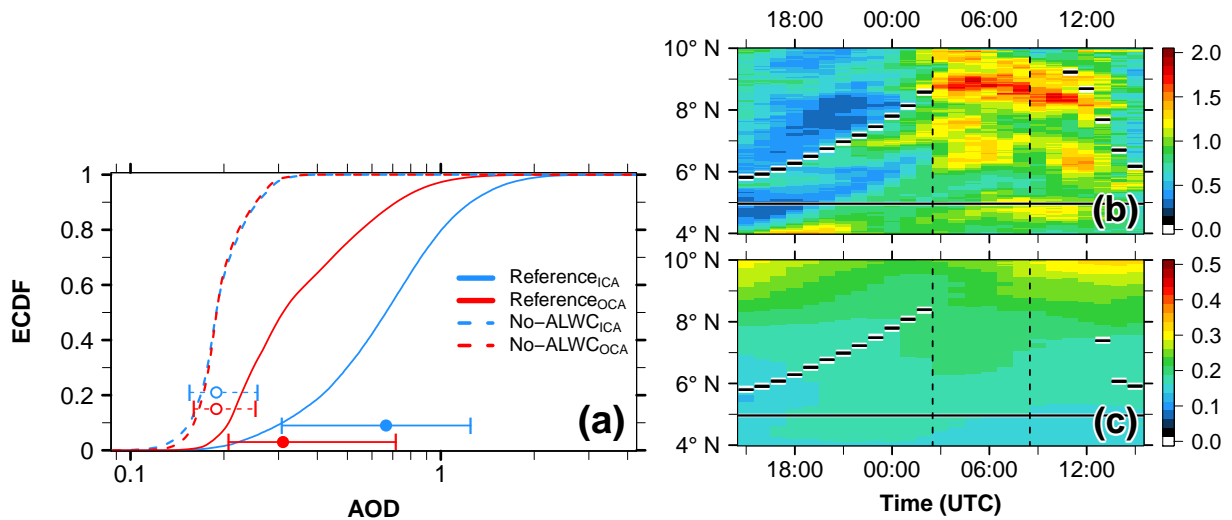 1
0.8
0.6
0.4
0.2
0
ECDF
0.1
1
AOD
Reference_ICA
Reference_OCA
No−ALWC_ICA
No−ALWC_OCA
(a)
18:00 00:00 06:00 12:00
10° N
8° N
6° N
4° N
(b)
2.0
1.5
1.0
0.5
0.0
10° N
8° N
6° N
4° N
(c)
0.5
0.4
0.3
0.2
0.1
0.0
18:00 00:00 06:00 12:00
Time (UTC)